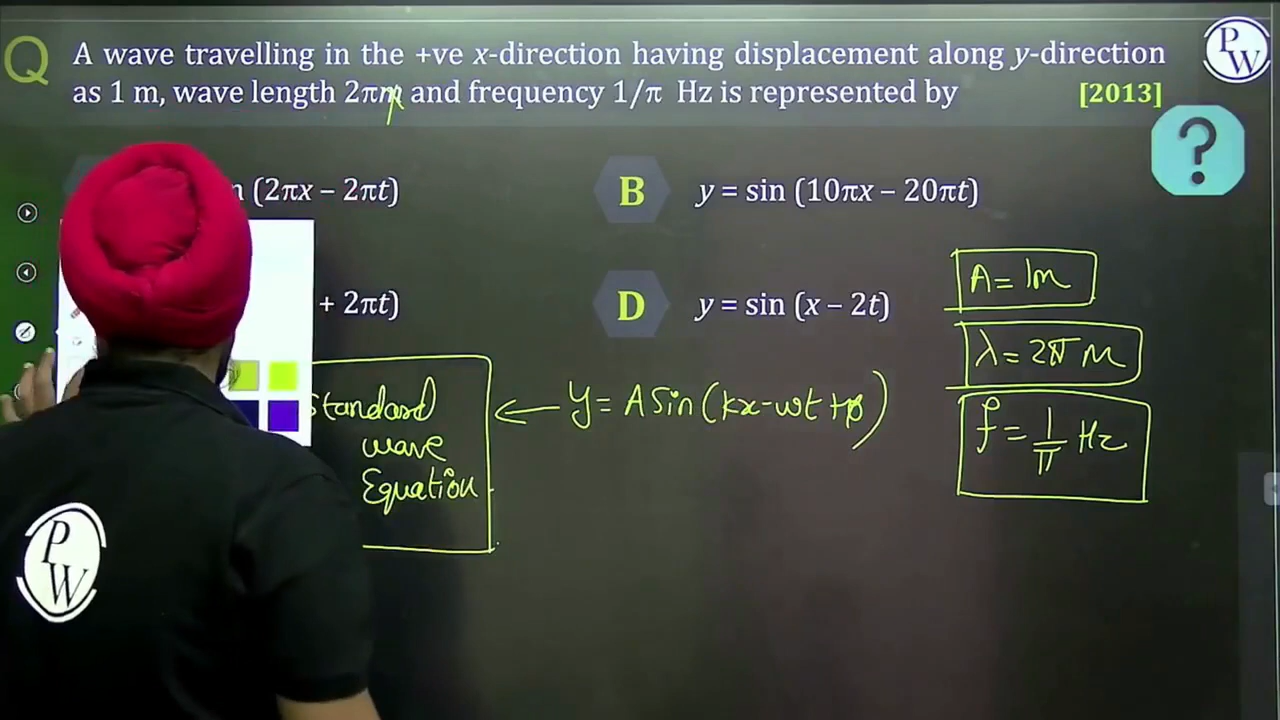 Q A wave travelling in the +ve x-direction having displacement along y-direction
as 1 m, wave length 2πm and frequency 1/π Hz is represented by [2013]
PW
?
(2πx – 2πt)
B y = sin (10πx – 20πt)
+ 2πt)
D y = sin (x – 2t)
A = 1m
λ = 2π m
f = 1/π Hz
Standard
wave
Equation
← y = A sin (kx - wt + φ)
PW